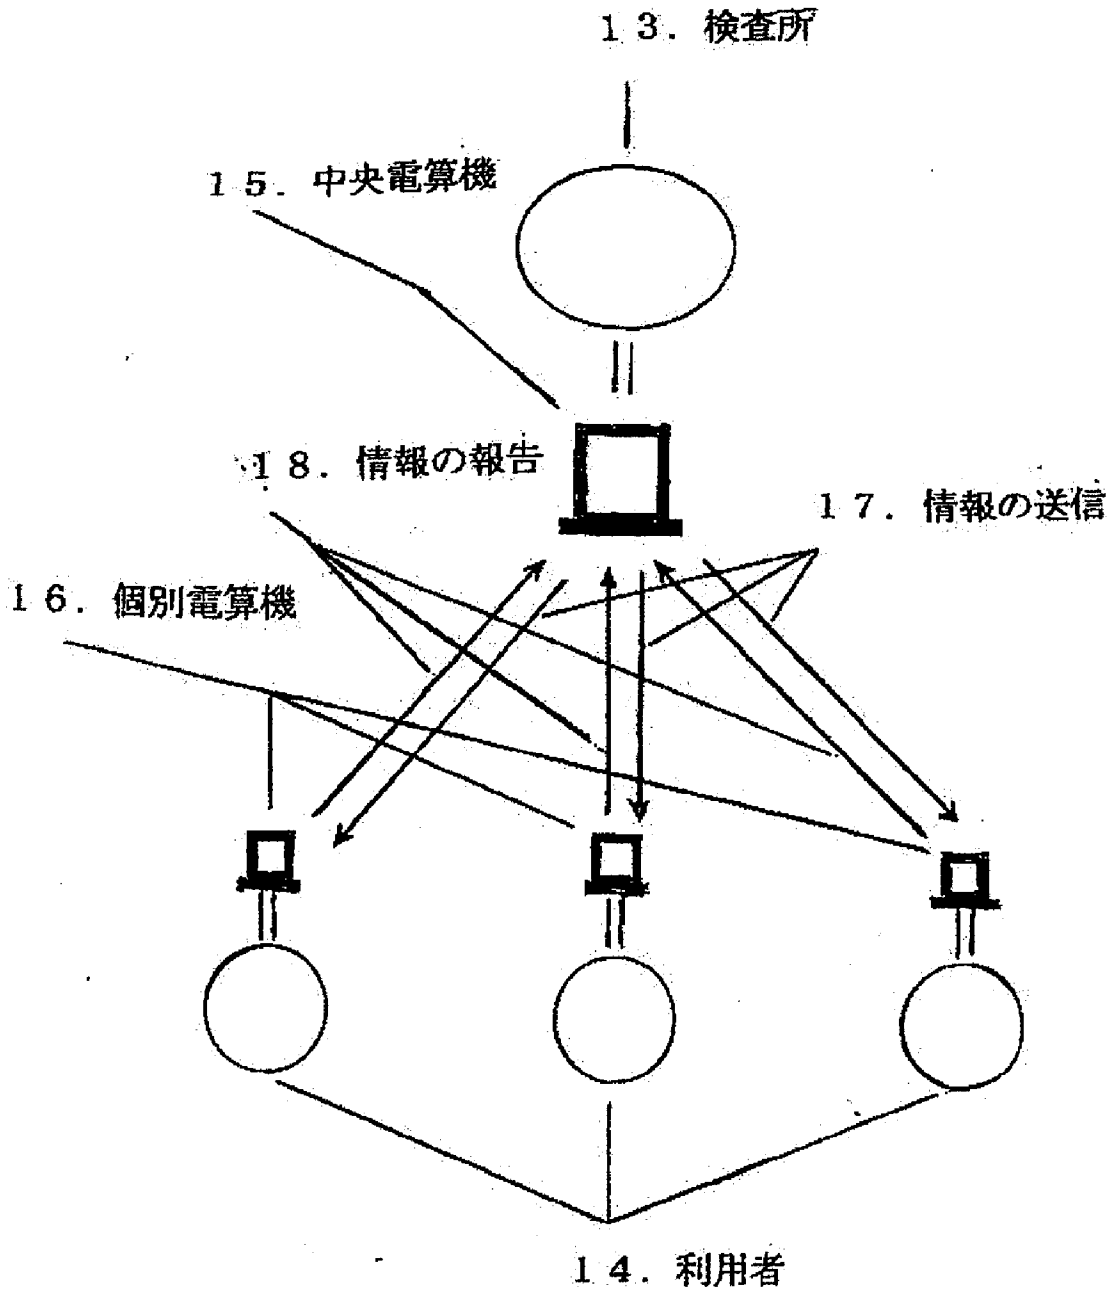 １３．検査所
１５．中央電算機
１８．情報の報告
１７．情報の送信
１６．個別電算機
１４．利用者